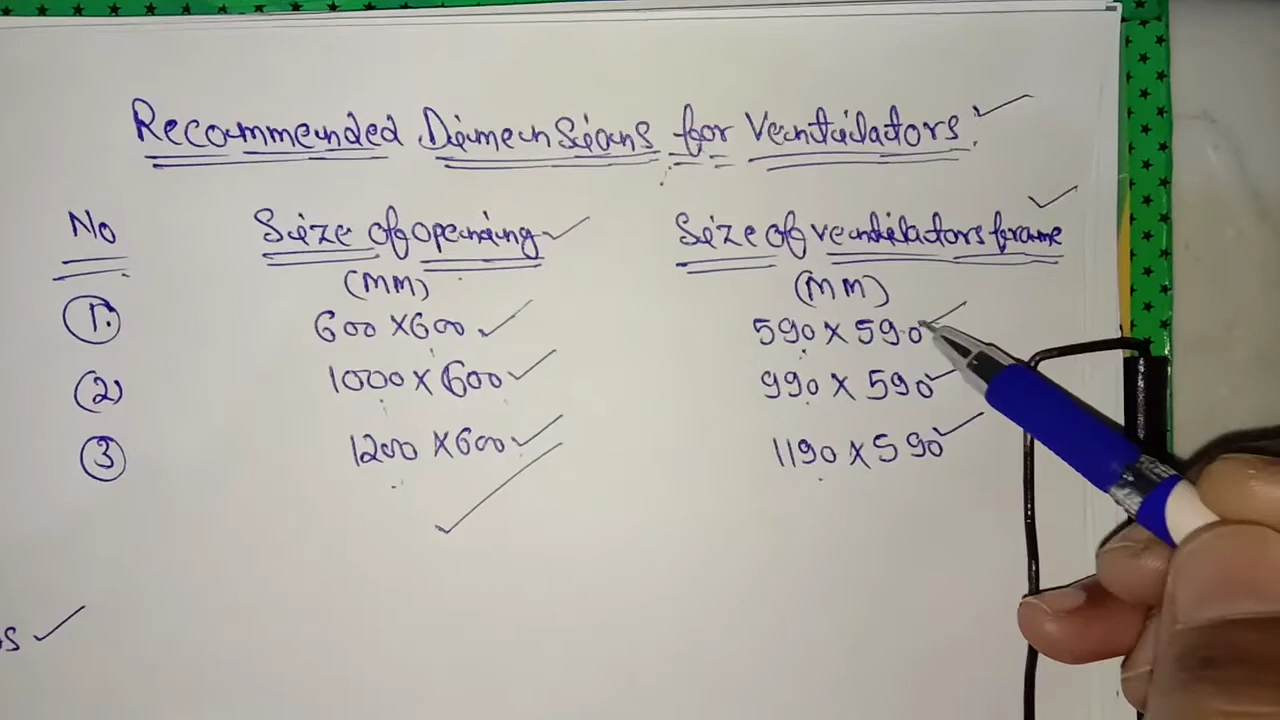 Recommended Dimensions for Ventilators.
No Size of opening Size of ventilators frame
(MM) (MM)
1. 600 x 600 590 x 590
(2) 1000 x 600 990 x 590
3 1200 x 600 1190 x 590